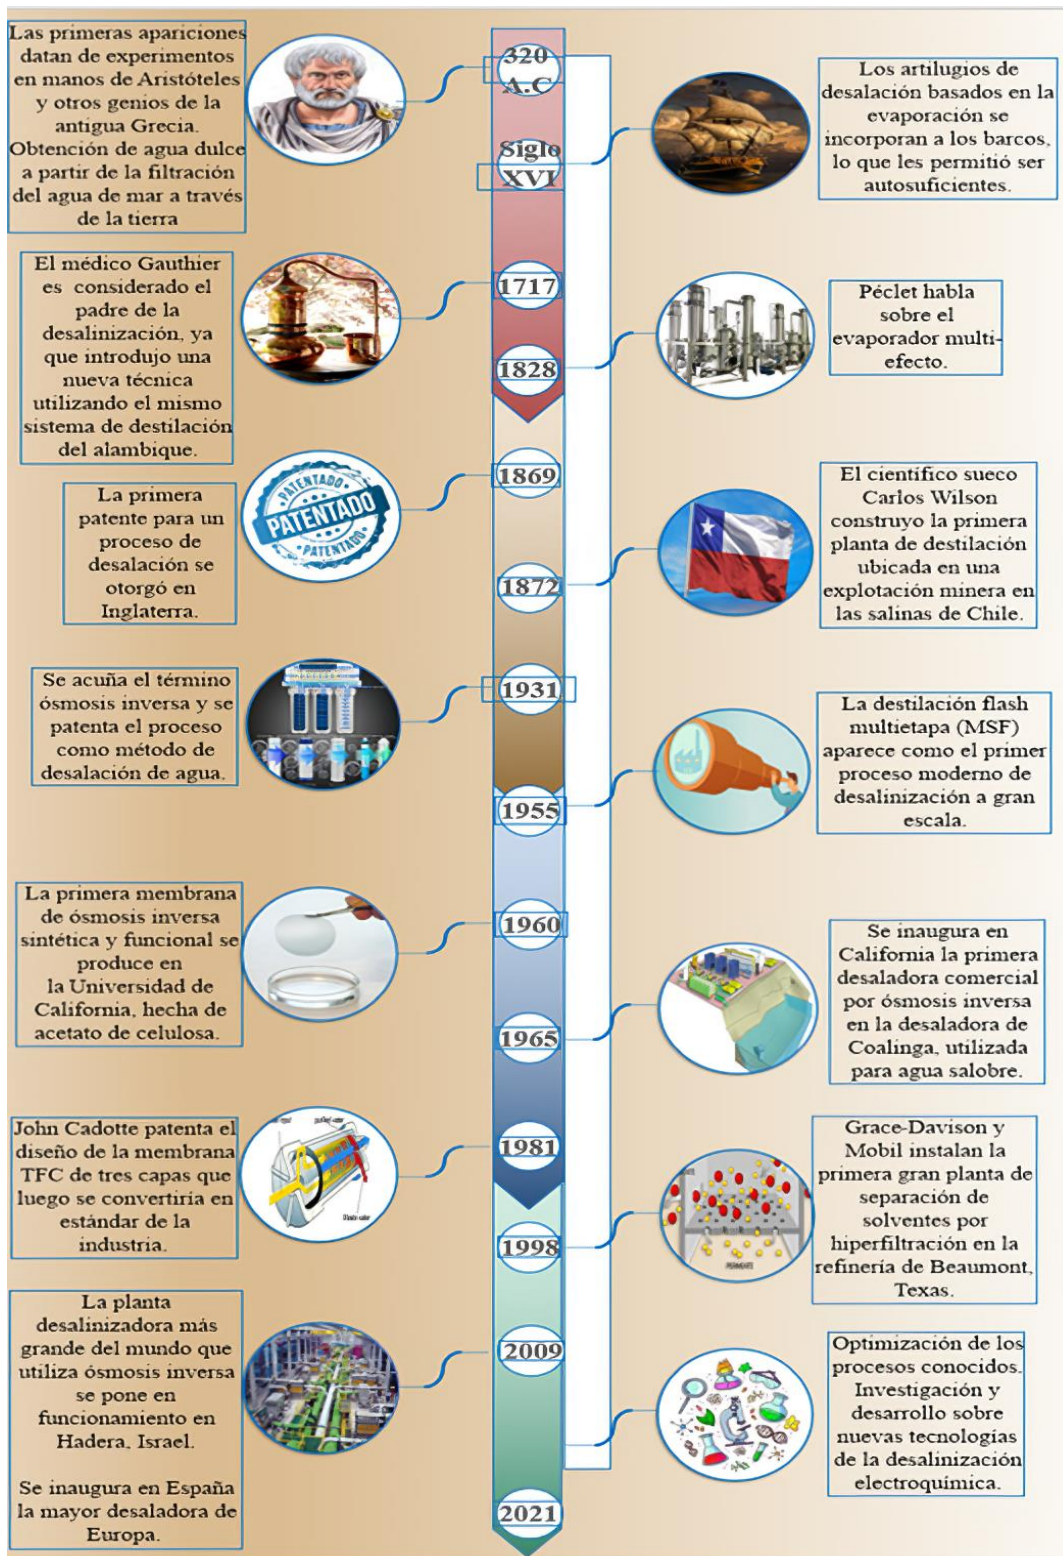 Las primeras apariciones
datan de experimentos
en manos de Aristóteles
y otros genios de la
antigua Grecia.
Obtención de agua dulce
a partir de la filtración
del agua de mar a través
de la tierra
320
A.C
Siglo
XVI
Los artilugios de
desalación basados en la
evaporación se
incorporan a los barcos,
lo que les permitió ser
autosuficientes.
El médico Gauthier
es considerado el
padre de la
desalinización, ya
que introdujo una
nueva técnica
utilizando el mismo
sistema de destilación
del alambique.
1717
1828
Péclet habla
sobre el
evaporador multi-
efecto.
La primera
patente para un
proceso de
desalación se
otorgó en
Inglaterra.
PATENTADO
PATENTADO
PATENTADO
1869
1872
El científico sueco
Carlos Wilson
construyo la primera
planta de destilación
ubicada en una
explotación minera en
las salinas de Chile.
Se acuña el término
ósmosis inversa y se
patenta el proceso
como método de
desalación de agua.
1931
1955
La destilación flash
multietapa (MSF)
aparece como el primer
proceso moderno de
desalinización a gran
escala.
La primera membrana
de ósmosis inversa
sintética y funcional se
produce en
la Universidad de
California, hecha de
acetato de celulosa.
1960
1965
Se inaugura en
California la primera
desaladora comercial
por ósmosis inversa
en la desaladora de
Coalinga, utilizada
para agua salobre.
John Cadotte patenta el
diseño de la membrana
TFC de tres capas que
luego se convertiría en
estándar de la
industria.
1981
1998
Grace-Davison y
Mobil instalan la
primera gran planta de
separación de
solventes por
hiperfiltración en la
refinería de Beaumont,
Texas.
PERMEATE
La planta
desalinizadora más
grande del mundo que
utiliza ósmosis inversa
se pone en
funcionamiento en
Hadera, Israel.
Se inaugura en España
la mayor desaladora de
Europa.
2009
2021
Optimización de los
procesos conocidos.
Investigación y
desarrollo sobre
nuevas tecnologías
de la desalinización
electroquímica.